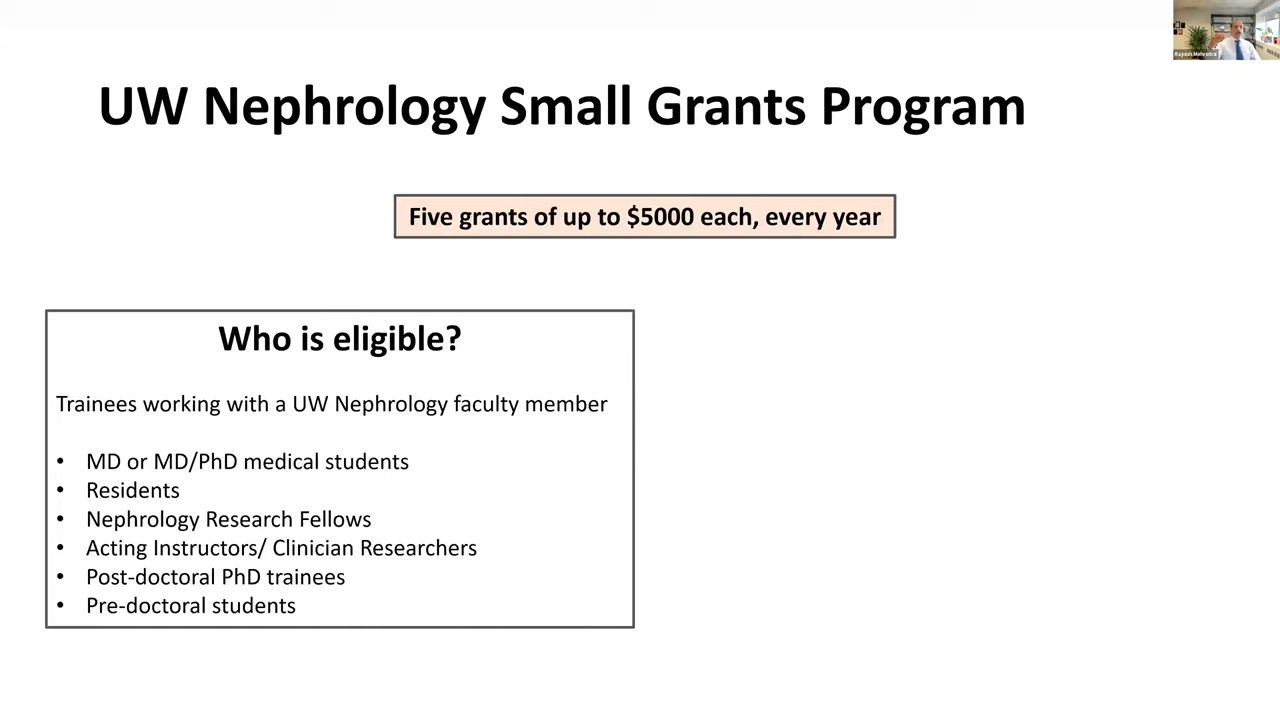 Rajnish Mehrotra
UW Nephrology Small Grants Program
Five grants of up to $5000 each, every year
Who is eligible?
Trainees working with a UW Nephrology faculty member
• MD or MD/PhD medical students
• Residents
• Nephrology Research Fellows
• Acting Instructors/ Clinician Researchers
• Post-doctoral PhD trainees
• Pre-doctoral students